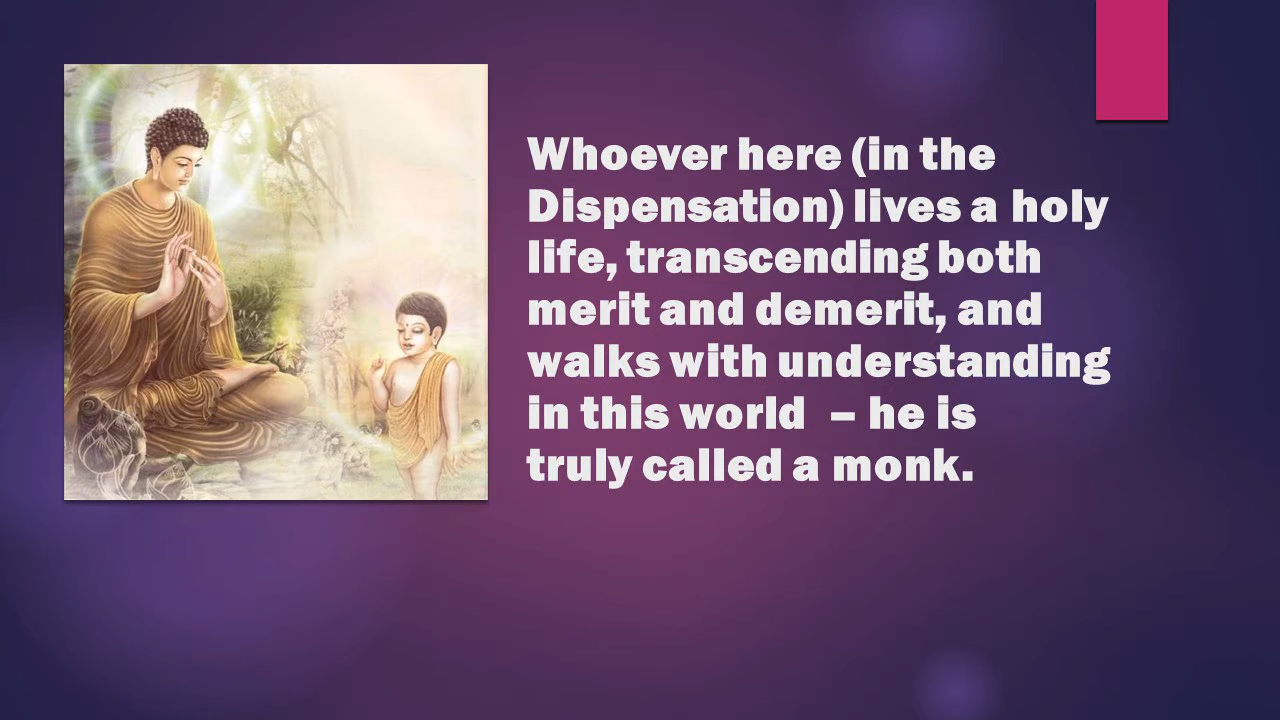 Whoever here (in the
Dispensation) lives a holy
life, transcending both
merit and demerit, and
walks with understanding
in this world  – he is
truly called a monk.